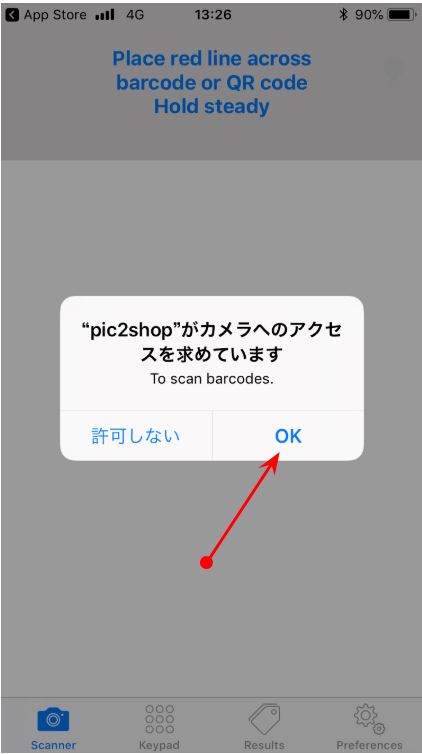 App Store 4G 13:26 90%
Place red line across
barcode or QR code
Hold steady
“pic2shop”がカメラへのアクセ
スを求めています
To scan barcodes.
許可しない OK
Scanner Keypad Results Preferences